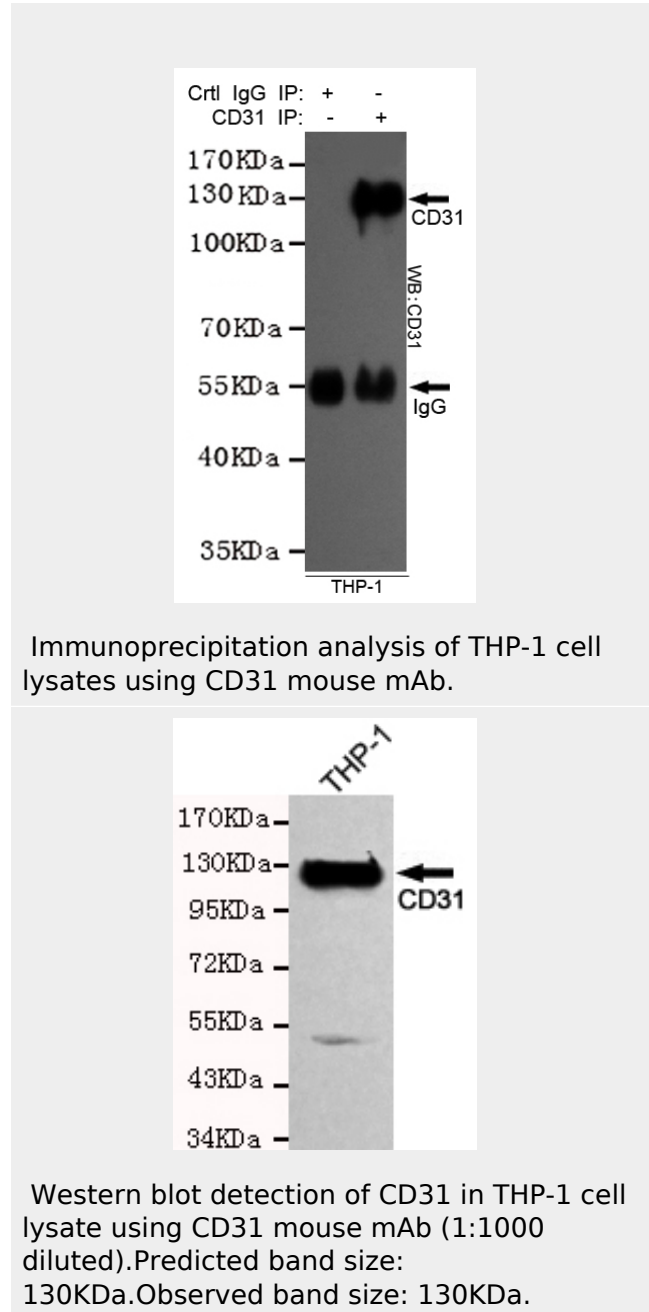 Crtl IgG IP: + -
CD31 IP: - +
170KDa
130KDa
CD31
100KDa
WB:CD31
70KDa
55KDa
IgG
40KDa
35KDa
THP-1
Immunoprecipitation analysis of THP-1 cell
lysates using CD31 mouse mAb.
THP-1
170KDa
130KDa
CD31
95KDa
72KDa
55KDa
43KDa
34KDa
Western blot detection of CD31 in THP-1 cell
lysate using CD31 mouse mAb (1:1000
diluted).Predicted band size:
130KDa.Observed band size: 130KDa.